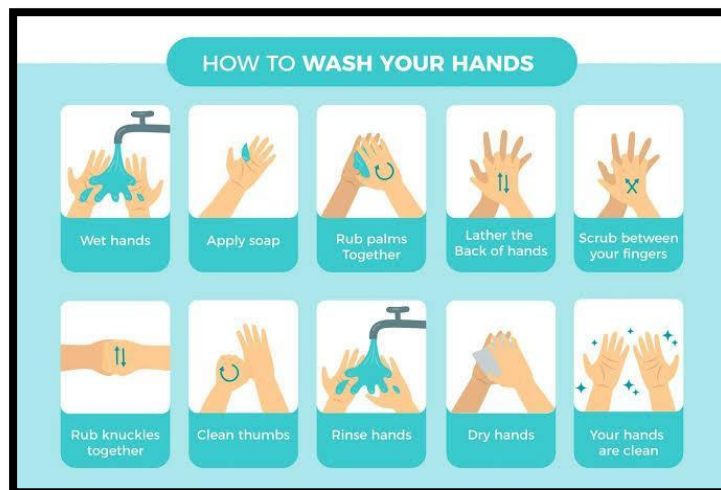 HOW TO WASH YOUR HANDS
Wet hands
Apply soap
Rub palms
Together
Lather the
Back of hands
Scrub between
your fingers
Rub knuckles
together
Clean thumbs
Rinse hands
Dry hands
Your hands
are clean